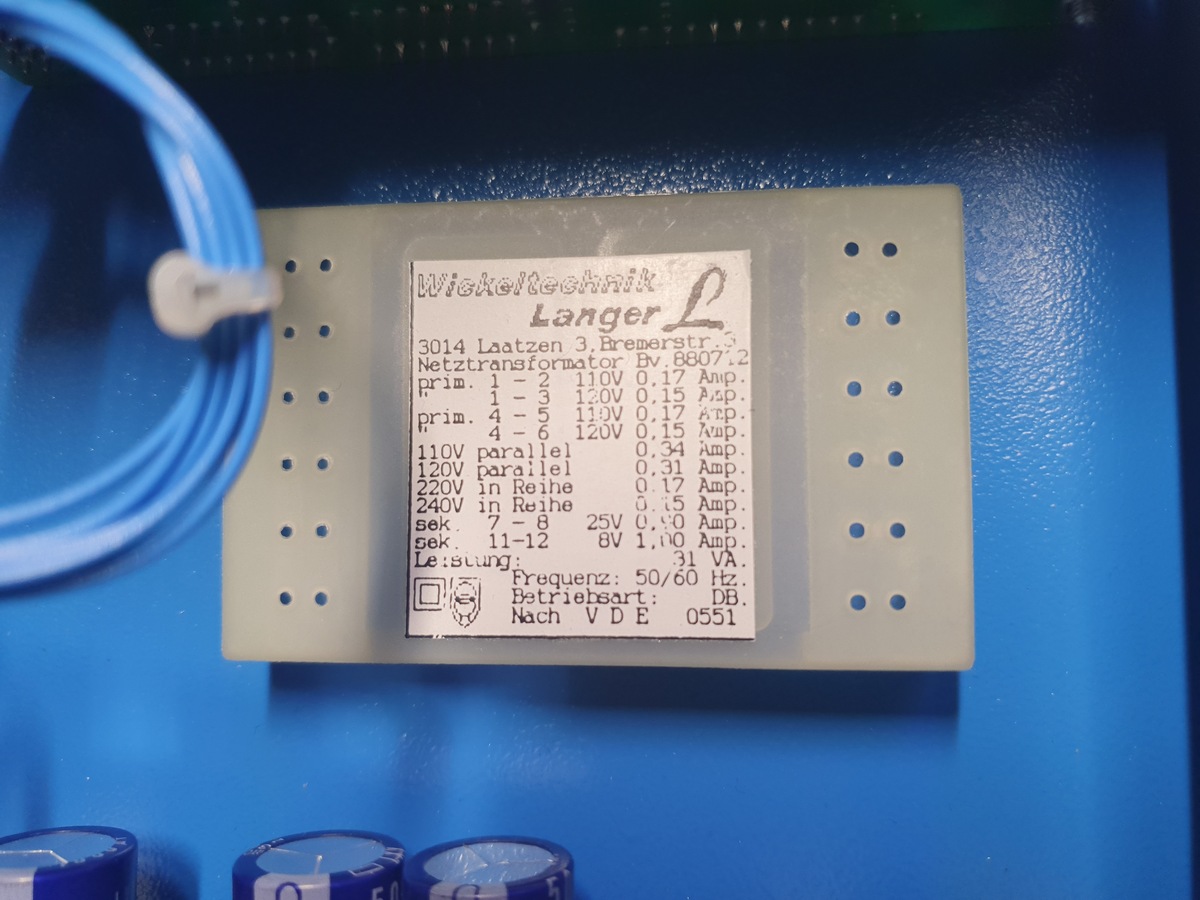 Wickeltechnik
Langer L
3014 Laatzen 3, Bremerstr.
Netztransformator Bv.880712
prim. 1 - 2 110V 0,17 Amp.
" 1 - 3 120V 0,15 Amp.
prim. 4 - 5 110V 0,17 Amp.
" 4 - 6 120V 0,15 Amp.
110V parallel 0,34 Amp.
120V parallel 0,31 Amp.
220V in Reihe 0,17 Amp.
240V in Reihe 0,15 Amp.
sek. 7 - 8 25V Amp.
sek. 11-12 8V 1,00 Amp.
Leistung: 31 VA.
Frequenz: 50/60 Hz.
Betriebsart: DB.
Nach V D E 0551